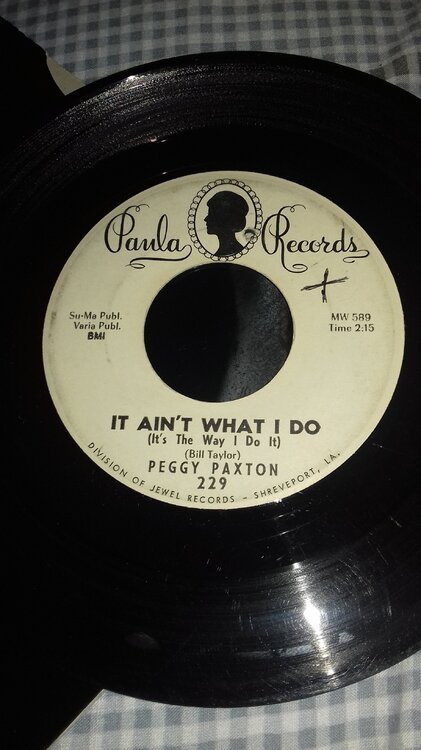 Paula Records
Su-Ma Publ.
Varia Publ.
BMI
MW 589
Time 2:15
IT AIN'T WHAT I DO
(It's The Way I Do It)
(Bill Taylor)
PEGGY PAXTON
229
DIVISION OF JEWEL RECORDS - SHREVEPORT, LA.